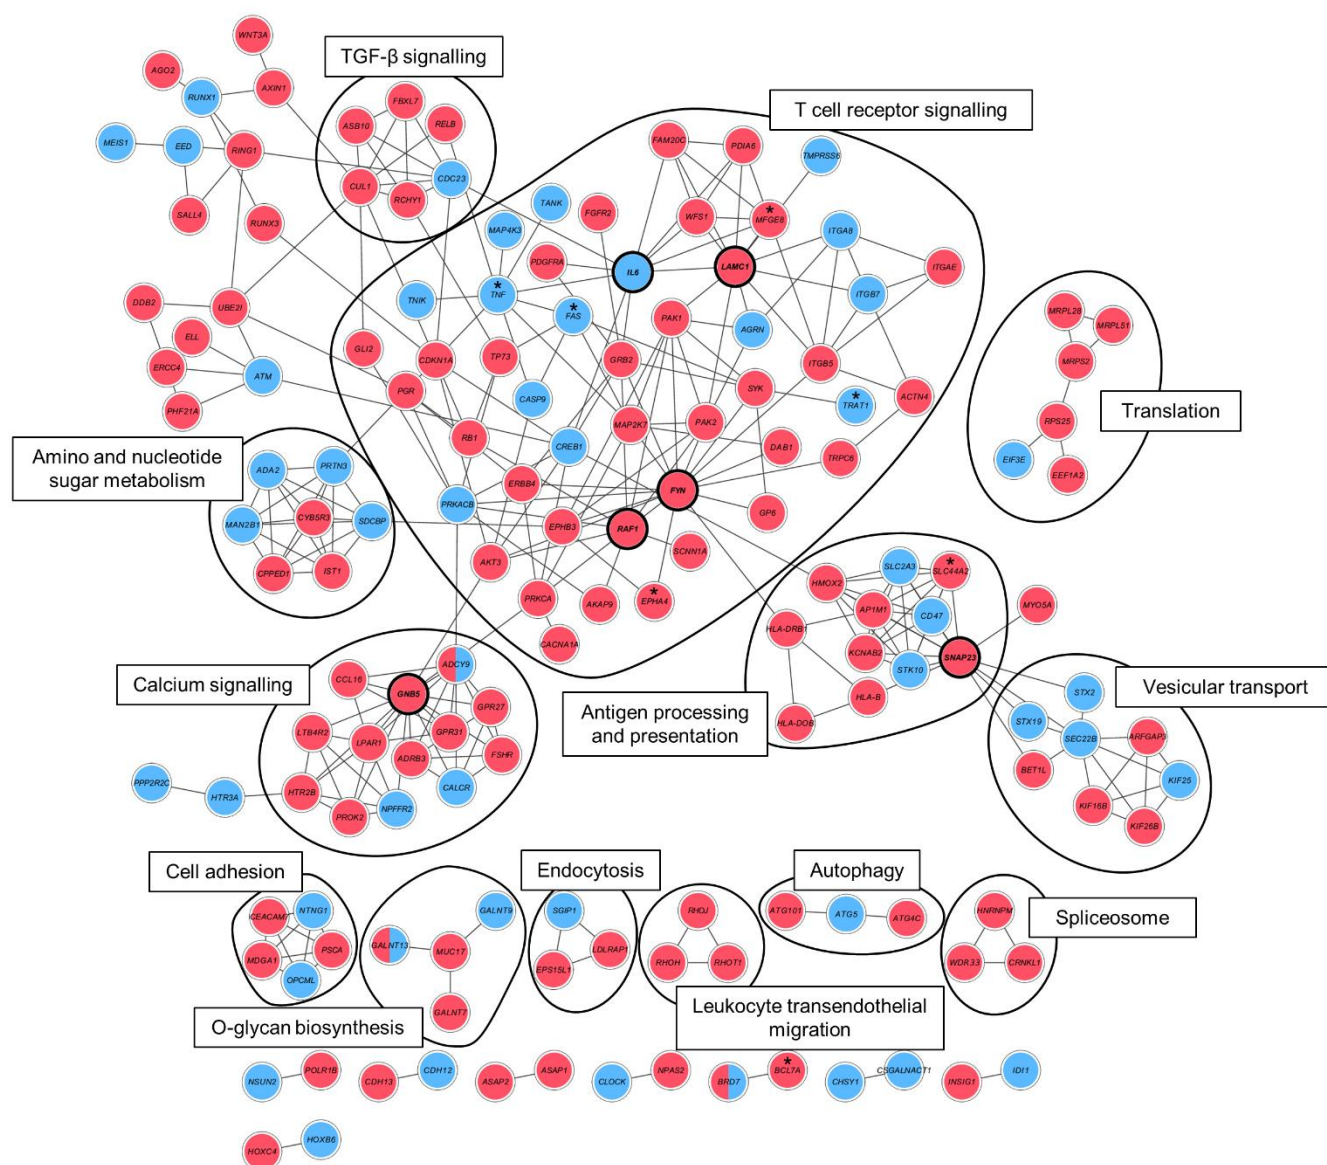 WNT3A
AGO2
RUNX1
AXIN1
MEIS1
EED
RING1
SALL4
RUNX3
TGF-β signalling
FBXL7
ASB10
RELB
CUL1
RCHY1
CDC23
T cell receptor signalling
FAM20C
PDIA6
TMPRSS6
WFS1
*
MFGE8
FGFR2
TANK
MAP4K3
PDGFRA
IL6
LAMC1
ITGA8
ITGAE
ITGB7
TNIK
*
TNF
*
FAS
PAK1
AGRN
GLI2
CDKN1A
TP73
GRB2
ITGB5
SYK
PGR
CASP9
*
TRAT1
ACTN4
RB1
CREB1
MAP2K7
PAK2
DAB1
TRPC6
PRKACB
ERBB4
FYN
GP6
EPHB3
RAF1
SCNN1A
AKT3
PRKCA
AKAP9
*
EPHA4
CACNA1A
DDB2
UBE2I
ELL
ERCC4
ATM
PHF21A
MRPL28
MRPL51
MRPS2
RPS25
EIF3E
EEF1A2
Translation
Amino and nucleotide
sugar metabolism
ADA2
PRTN3
MAN2B1
CYB5R3
SDCBP
CPPED1
IST1
SLC2A3
*
SLC44A2
HMOX2
AP1M1
CD47
HLA-DRB1
KCNAB2
STK10
SNAP23
MYO5A
HLA-B
HLA-DOB
Antigen processing
and presentation
Calcium signalling
CCL16
ADCY9
GNB5
GPR27
LTB4R2
LPAR1
GPR31
ADRB3
FSHR
HTR2B
CALCR
PROK2
NPFFR2
PPP2R2C
HTR3A
Vesicular transport
STX2
STX19
SEC22B
ARFGAP3
BET1L
KIF25
KIF16B
KIF26B
Cell adhesion
CEACAM7
NTNG1
MDGA1
PSCA
OPCML
GALNT9
GALNT13
MUC17
GALNT7
O-glycan biosynthesis
Endocytosis
SGIP1
LDLRAP1
EPS15L1
RHOJ
RHOH
RHOT1
Leukocyte transendothelial
migration
Autophagy
ATG101
ATG5
ATG4C
HNRNPM
WDR33
CRNKL1
Spliceosome
NSUN2
POLR1B
CDH13
CDH12
ASAP2
ASAP1
CLOCK
NPAS2
BRD7
*
BCL7A
CHSY1
CSGALNACT1
INSIG1
IDI1
HOXC4
HOXB6